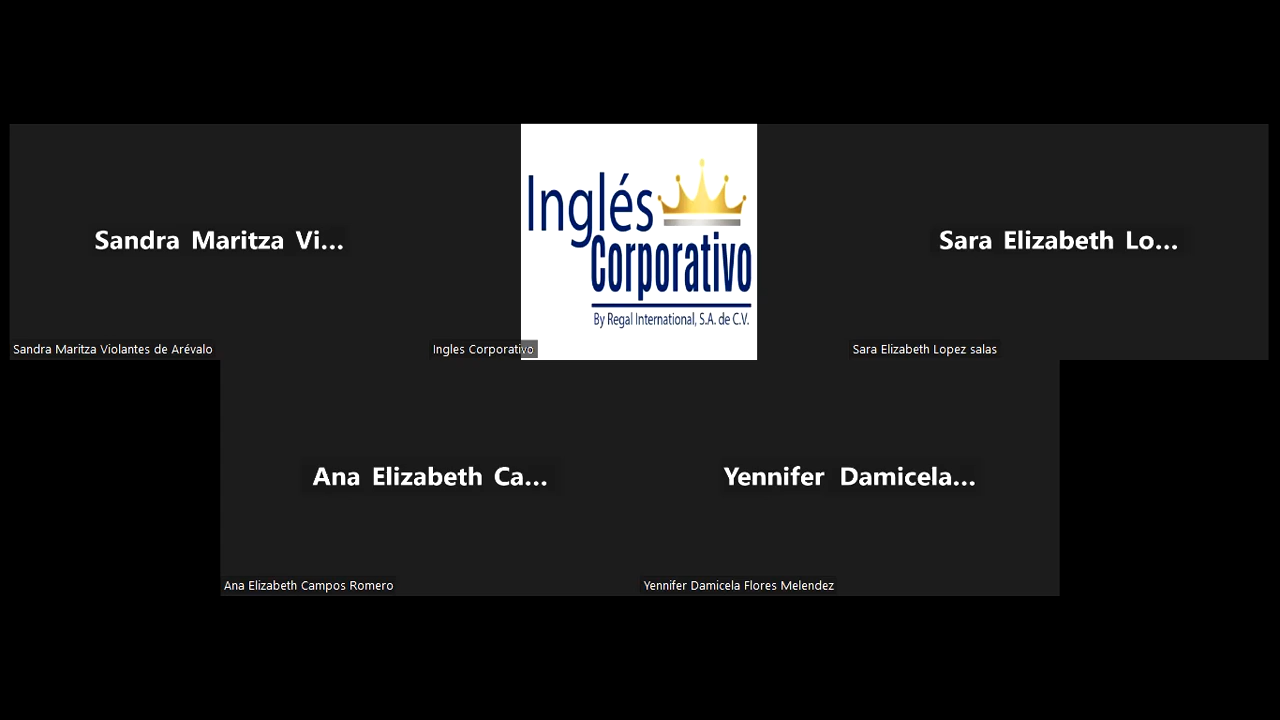 Sandra Maritza Vi...
Sandra Maritza Violantes de Arévalo
Inglés
Corporativo
By Regal International, S.A. de C.V.
Ingles Corporativo
Sara Elizabeth Lo...
Sara Elizabeth Lopez salas
Ana Elizabeth Ca...
Ana Elizabeth Campos Romero
Yennifer Damicela...
Yennifer Damicela Flores Melendez